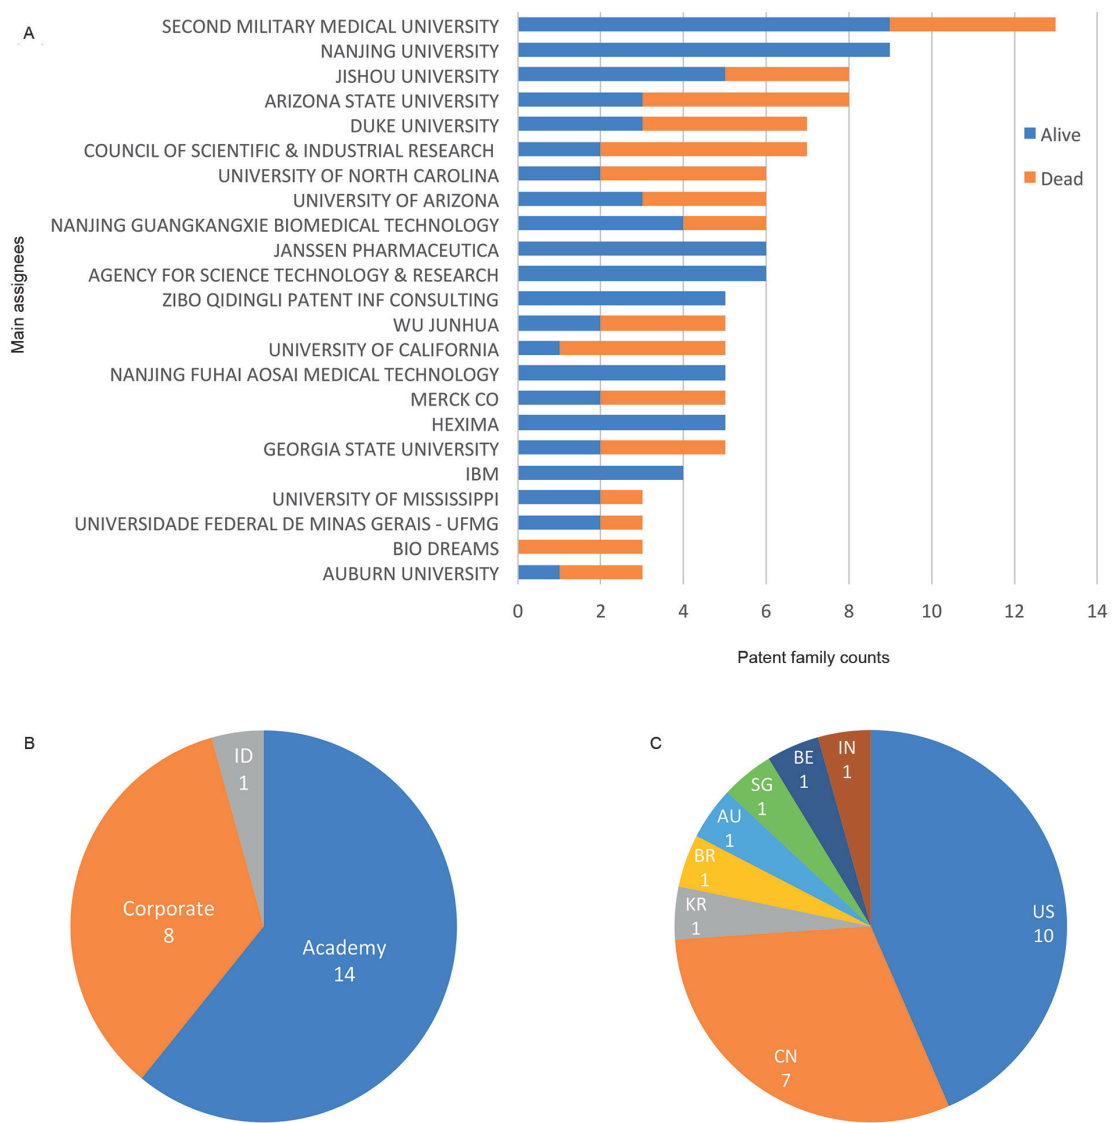 A
SECOND MILITARY MEDICAL UNIVERSITY
NANJING UNIVERSITY
JISHOU UNIVERSITY
ARIZONA STATE UNIVERSITY
DUKE UNIVERSITY
COUNCIL OF SCIENTIFIC & INDUSTRIAL RESEARCH
UNIVERSITY OF NORTH CAROLINA
UNIVERSITY OF ARIZONA
NANJING GUANGKANGXIE BIOMEDICAL TECHNOLOGY
JANSSEN PHARMACEUTICA
AGENCY FOR SCIENCE TECHNOLOGY & RESEARCH
ZIBO QIDINGLI PATENT INF CONSULTING
WU JUNHUA
UNIVERSITY OF CALIFORNIA
NANJING FUHAI AOSAI MEDICAL TECHNOLOGY
MERCK CO
HEXIMA
GEORGIA STATE UNIVERSITY
IBM
UNIVERSITY OF MISSISSIPPI
UNIVERSIDADE FEDERAL DE MINAS GERAIS - UFMG
BIO DREAMS
AUBURN UNIVERSITY
Main assignees
Alive
Dead
0 2 4 6 8 10 12 14
Patent family counts
B
ID
1
Corporate
8
Academy
14
C
IN
1
BE
1
SG
1
AU
1
BR
1
KR
1
US
10
CN
7